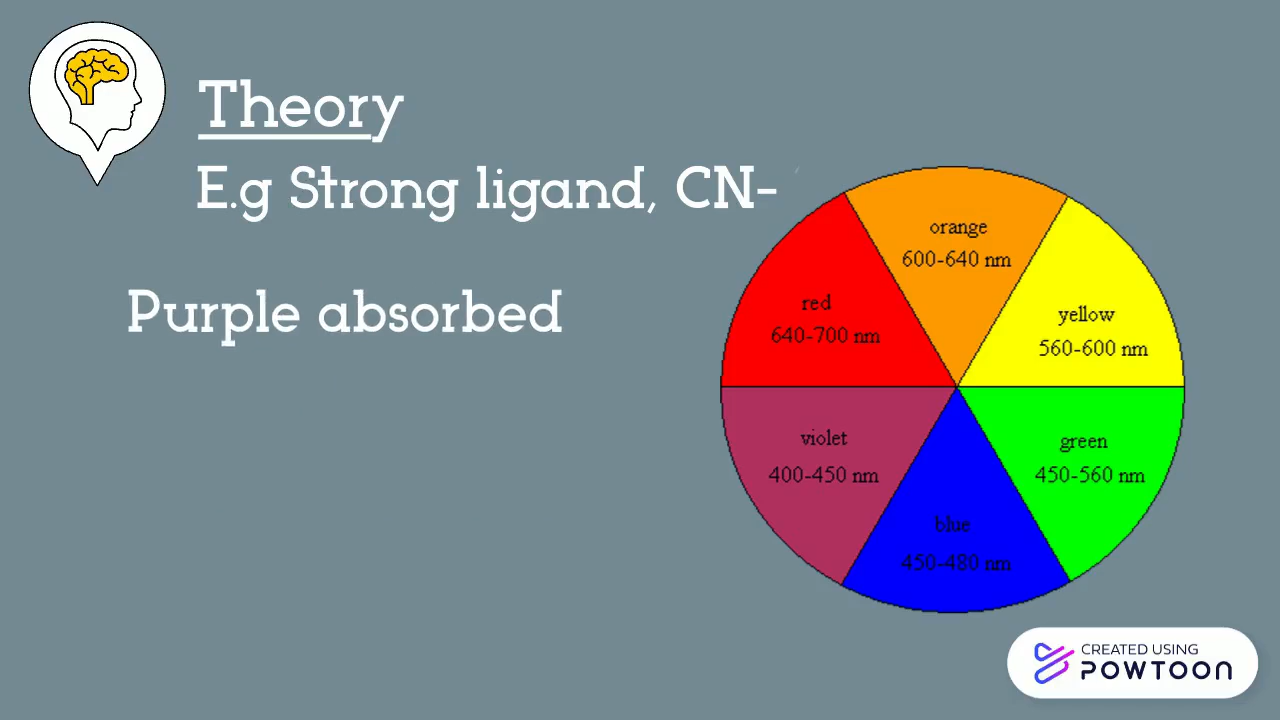 Theory
E.g Strong ligand, CN-
Purple absorbed
orange
600-640 nm
red
640-700 nm
yellow
560-600 nm
violet
400-450 nm
green
450-560 nm
blue
450-480 nm
CREATED USING
POWTOON